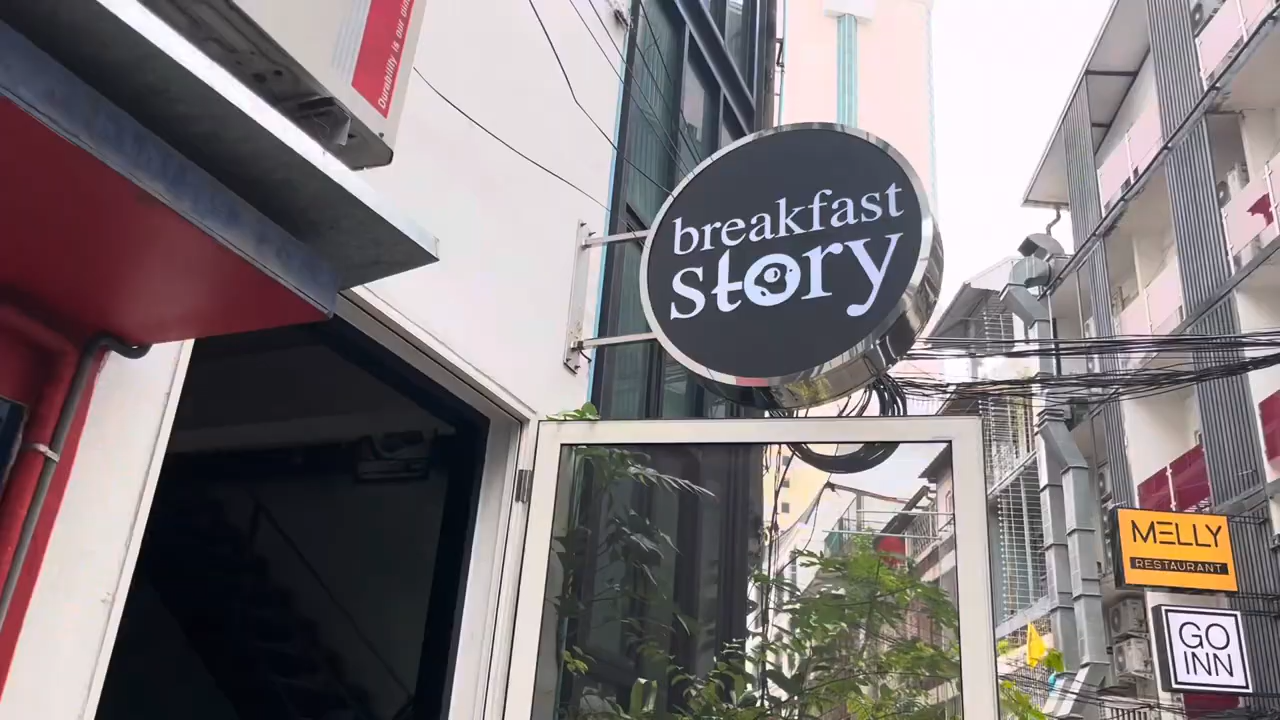 Durability is our
breakfast
story
MELLY
RESTAURANT
GO
INN